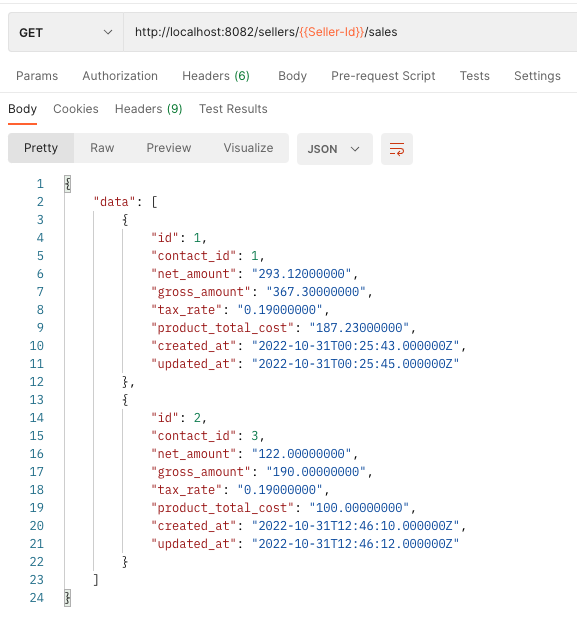 GET http://localhost:8082/sellers/{{Seller-Id}}/sales
Params Authorization Headers (6) Body Pre-request Script Tests Settings
Body Cookies Headers (9) Test Results
Pretty Raw Preview Visualize JSON
1 {
2 "data": [
3 {
4 "id": 1,
5 "contact_id": 1,
6 "net_amount": "293.12000000",
7 "gross_amount": "367.30000000",
8 "tax_rate": "0.19000000",
9 "product_total_cost": "187.23000000",
10 "created_at": "2022-10-31T00:25:43.000000Z",
11 "updated_at": "2022-10-31T00:25:45.000000Z"
12 },
13 {
14 "id": 2,
15 "contact_id": 3,
16 "net_amount": "122.00000000",
17 "gross_amount": "190.00000000",
18 "tax_rate": "0.19000000",
19 "product_total_cost": "100.00000000",
20 "created_at": "2022-10-31T12:46:10.000000Z",
21 "updated_at": "2022-10-31T12:46:12.000000Z"
22 }
23 ]
24 }